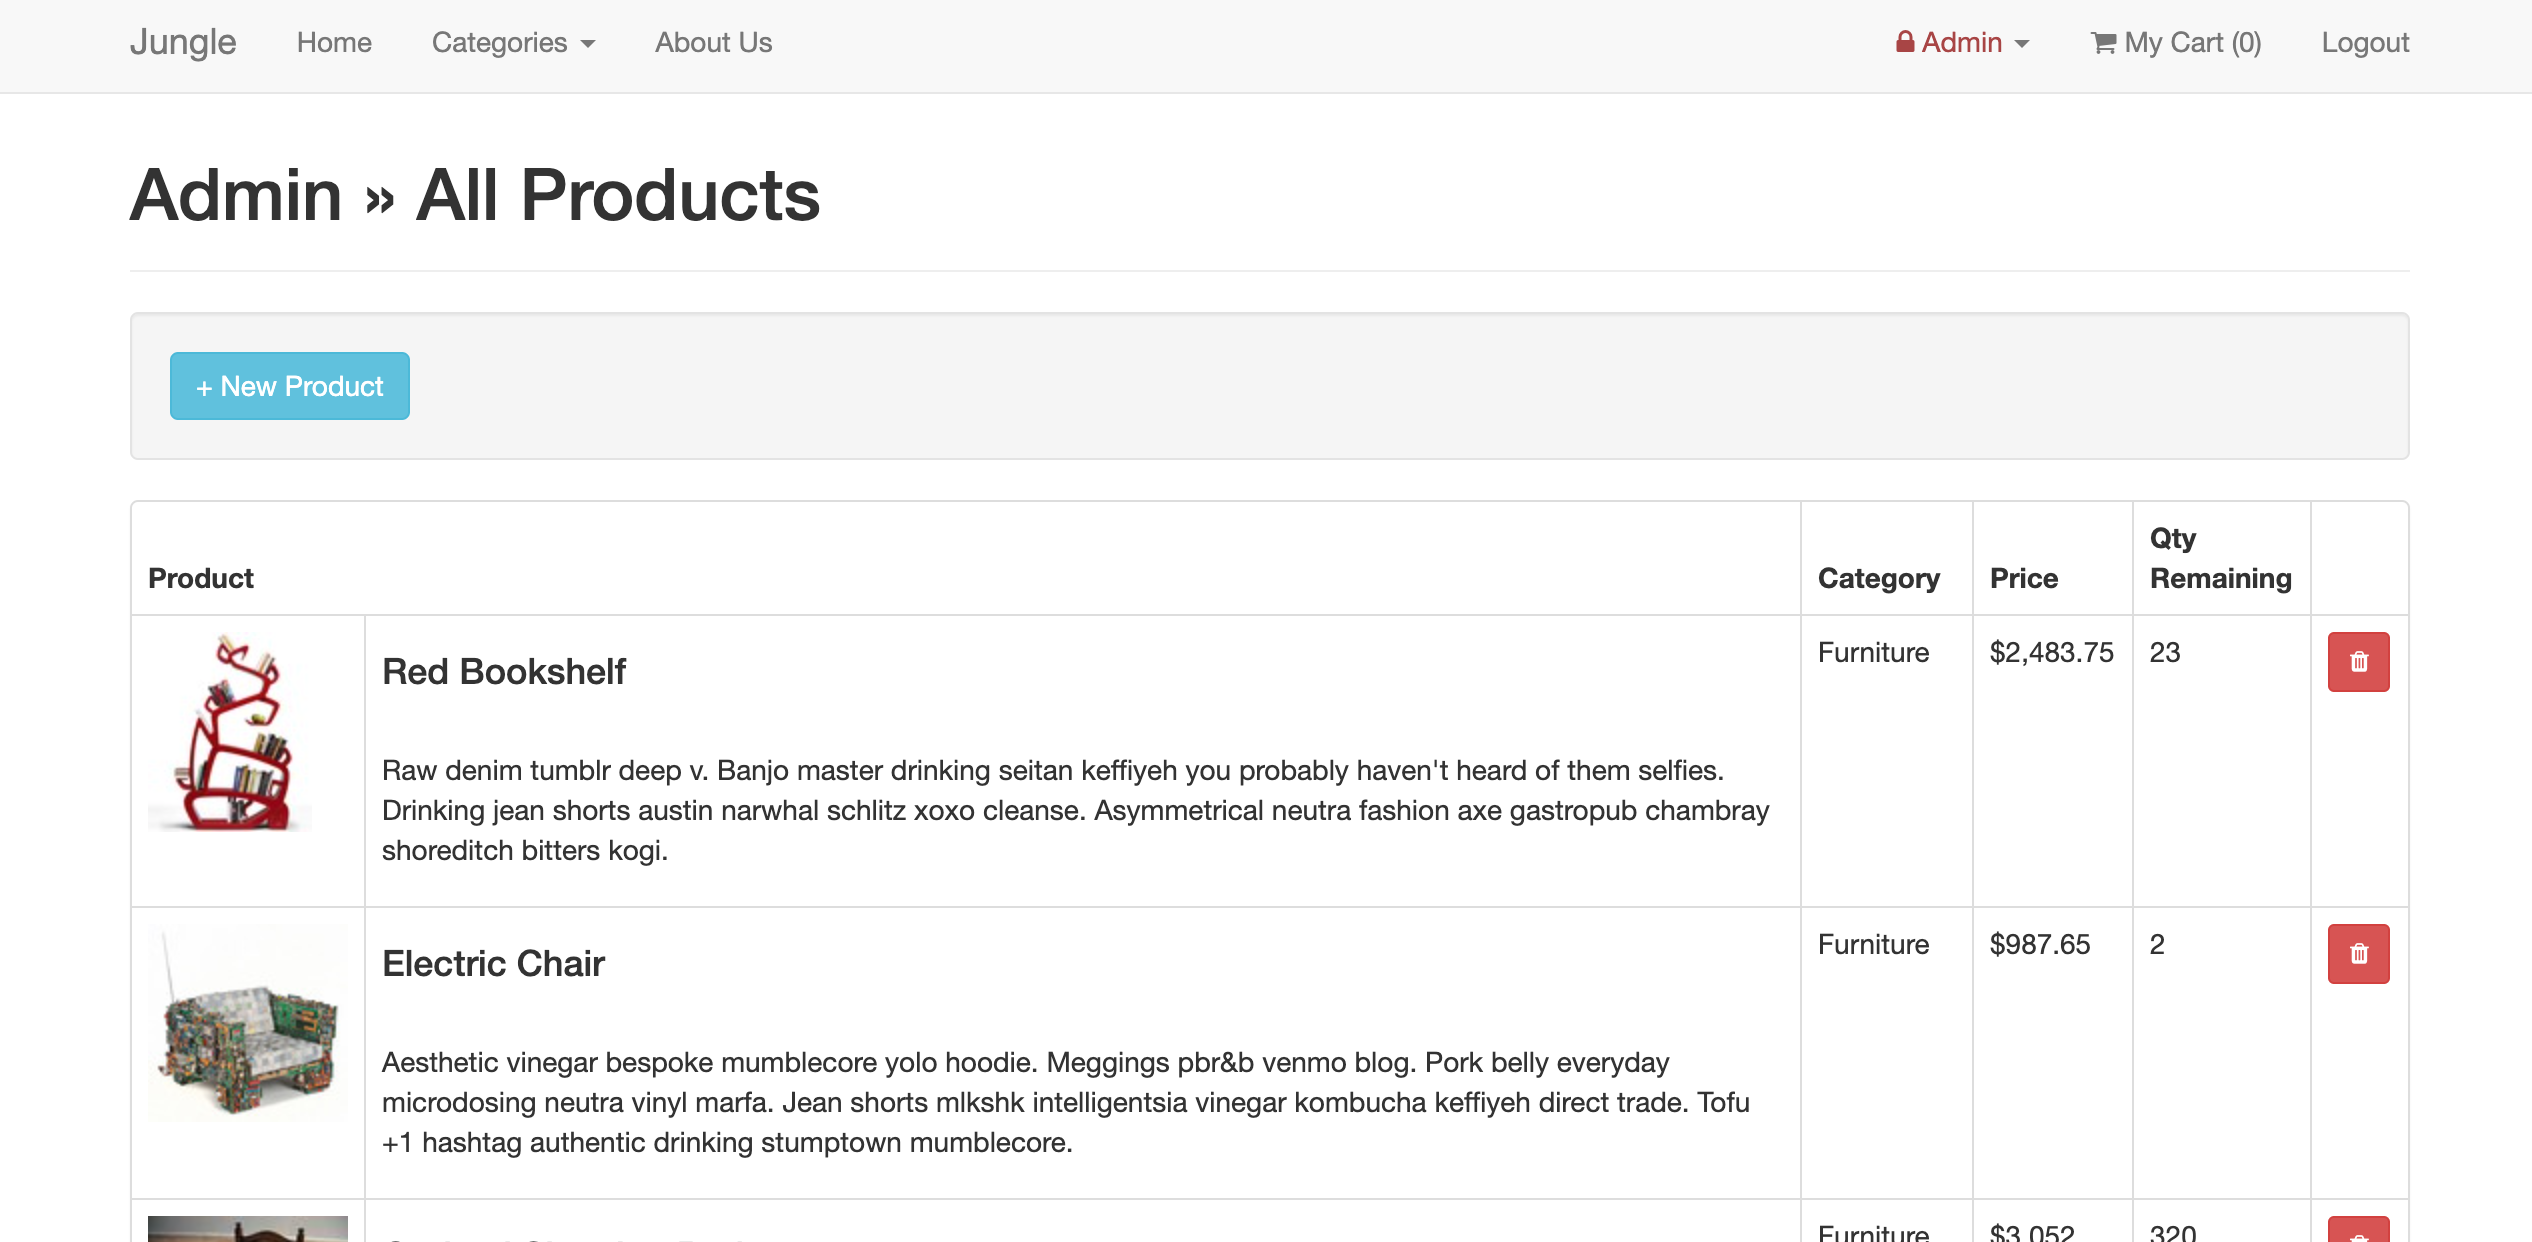 Jungle Home Categories About Us Admin My Cart (0) Logout
Admin » All Products
+ New Product
Product Category Price Qty Remaining
Red Bookshelf Furniture $2,483.75 23
Raw denim tumblr deep v. Banjo master drinking seitan keffiyeh you probably haven't heard of them selfies.
Drinking jean shorts austin narwhal schlitz xoxo cleanse. Asymmetrical neutra fashion axe gastropub chambray
shoreditch bitters kogi.
Electric Chair Furniture $987.65 2
Aesthetic vinegar bespoke mumblecore yolo hoodie. Meggings pbr&b venmo blog. Pork belly everyday
microdosing neutra vinyl marfa. Jean shorts mlkshk intelligentsia vinegar kombucha keffiyeh direct trade. Tofu
+1 hashtag authentic drinking stumptown mumblecore.
Furniture $3,052 320